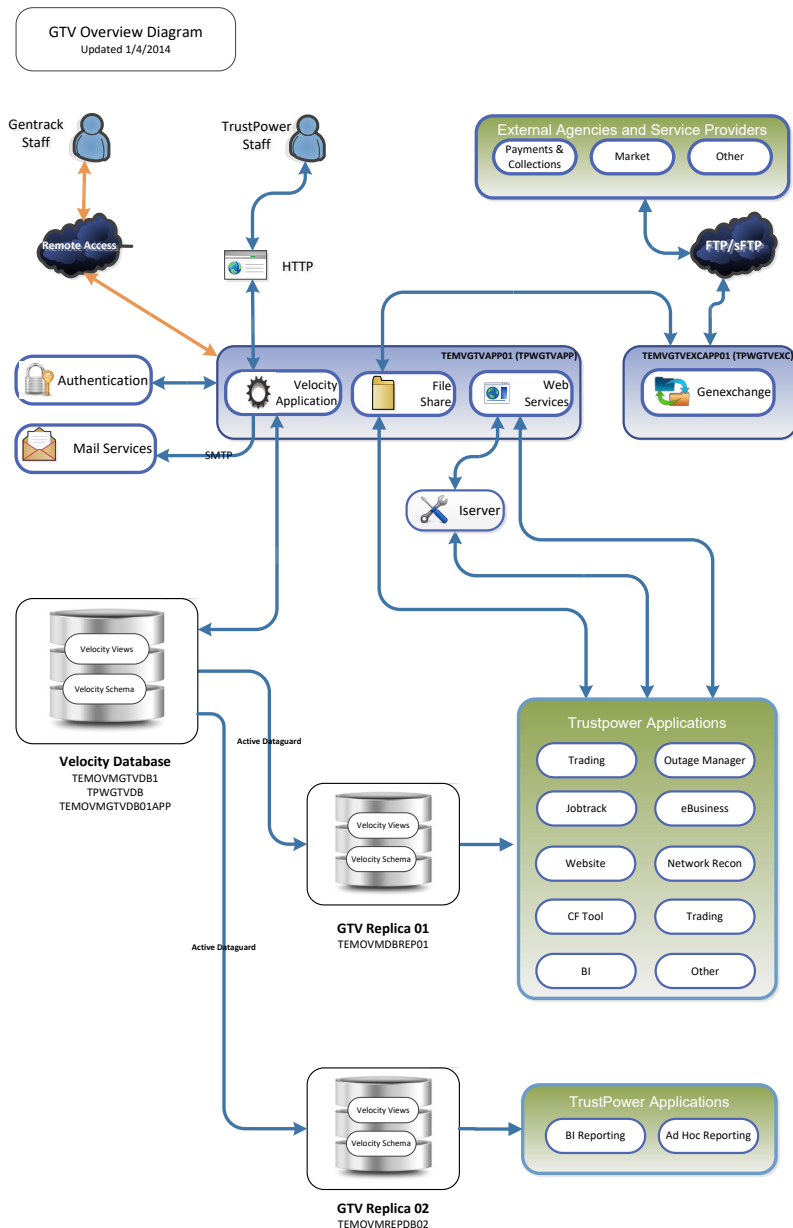 GTV Overview Diagram
Updated 1/4/2014
Gentrack
Staff
TrustPower
Staff
External Agencies and Service Providers
Payments &
Collections
Market
Other
Remote Access
HTTP
FTP/sFTP
TEMVGTVAPP01 (TPWGTVAPP)
TEMVGTVEXCAPP01 (TPWGTVEXC)
Authentication
Velocity
Application
File
Share
Web
Services
Genexchange
Mail Services
SMTP
Iserver
Velocity Views
Velocity Schema
Velocity Database
TEMOVMGTVDB1
TPWGTVDB
TEMOVMGTVDB01APP
Active Dataguard
Trustpower Applications
Trading
Outage Manager
Jobtrack
eBusiness
Website
Network Recon
CF Tool
Trading
BI
Other
Velocity Views
Velocity Schema
GTV Replica 01
TEMOVMDBREP01
Active Dataguard
Velocity Views
Velocity Schema
GTV Replica 02
TEMOVMREPDB02
TrustPower Applications
BI Reporting
Ad Hoc Reporting